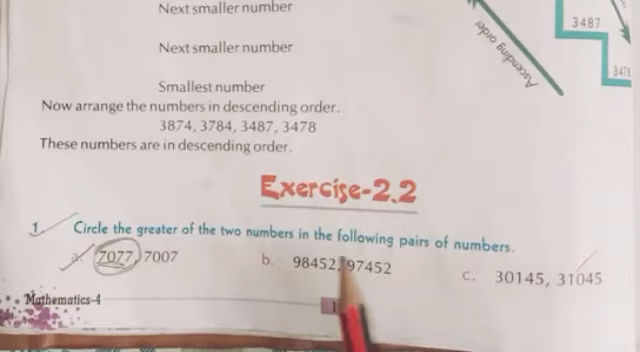 Next smaller number
3487
Next smaller number
Ascending order
3478
Smallest number
Now arrange the numbers in descending order.
3874, 3784, 3487, 3478
These numbers are in descending order.
Exercise-2.2
1. Circle the greater of the two numbers in the following pairs of numbers.
a. 7077, 7007 b. 98452, 97452 c. 30145, 31045
Mathematics-4